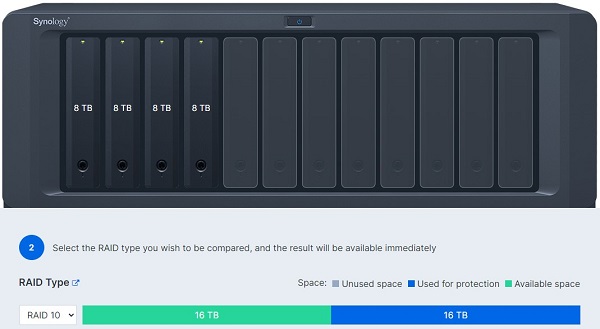 Synology
8 TB 8 TB 8 TB 8 TB
2 Select the RAID type you wish to be compared, and the result will be available immediately
RAID Type Space: Unused space Used for protection Available space
RAID 10 16 TB 16 TB